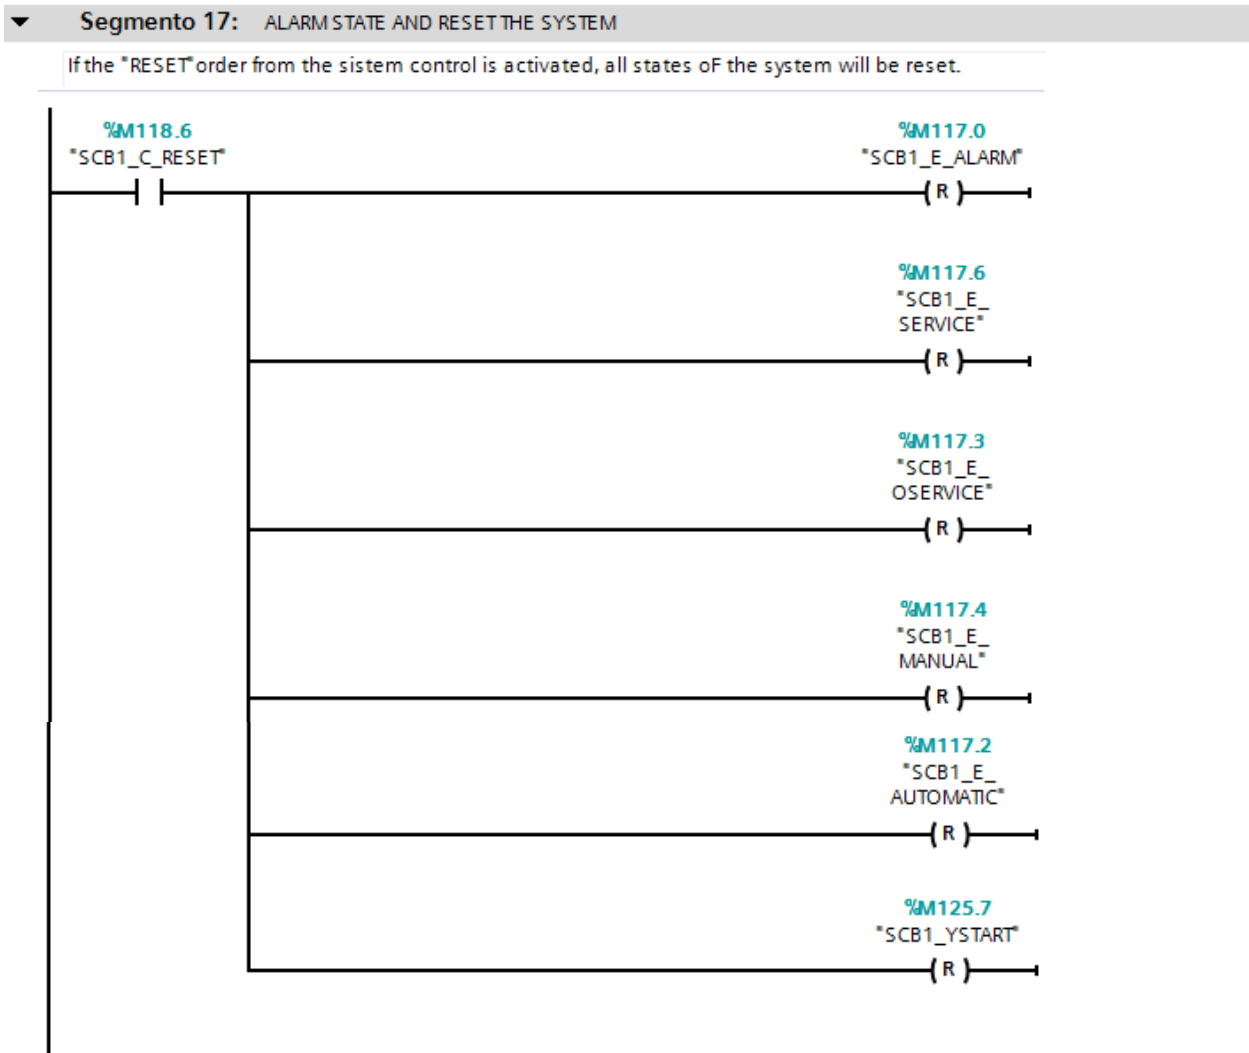 Segmento 17: ALARM STATE AND RESET THE SYSTEM
If the "RESET" order from the sistem control is activated, all states oF the system will be reset.
%M118.6
"SCB1_C_RESET"
%M117.0
"SCB1_E_ALARM"
( R )
%M117.6
"SCB1_E_
SERVICE"
( R )
%M117.3
"SCB1_E_
OSERVICE"
( R )
%M117.4
"SCB1_E_
MANUAL"
( R )
%M117.2
"SCB1_E_
AUTOMATIC"
( R )
%M125.7
"SCB1_YSTART"
( R )